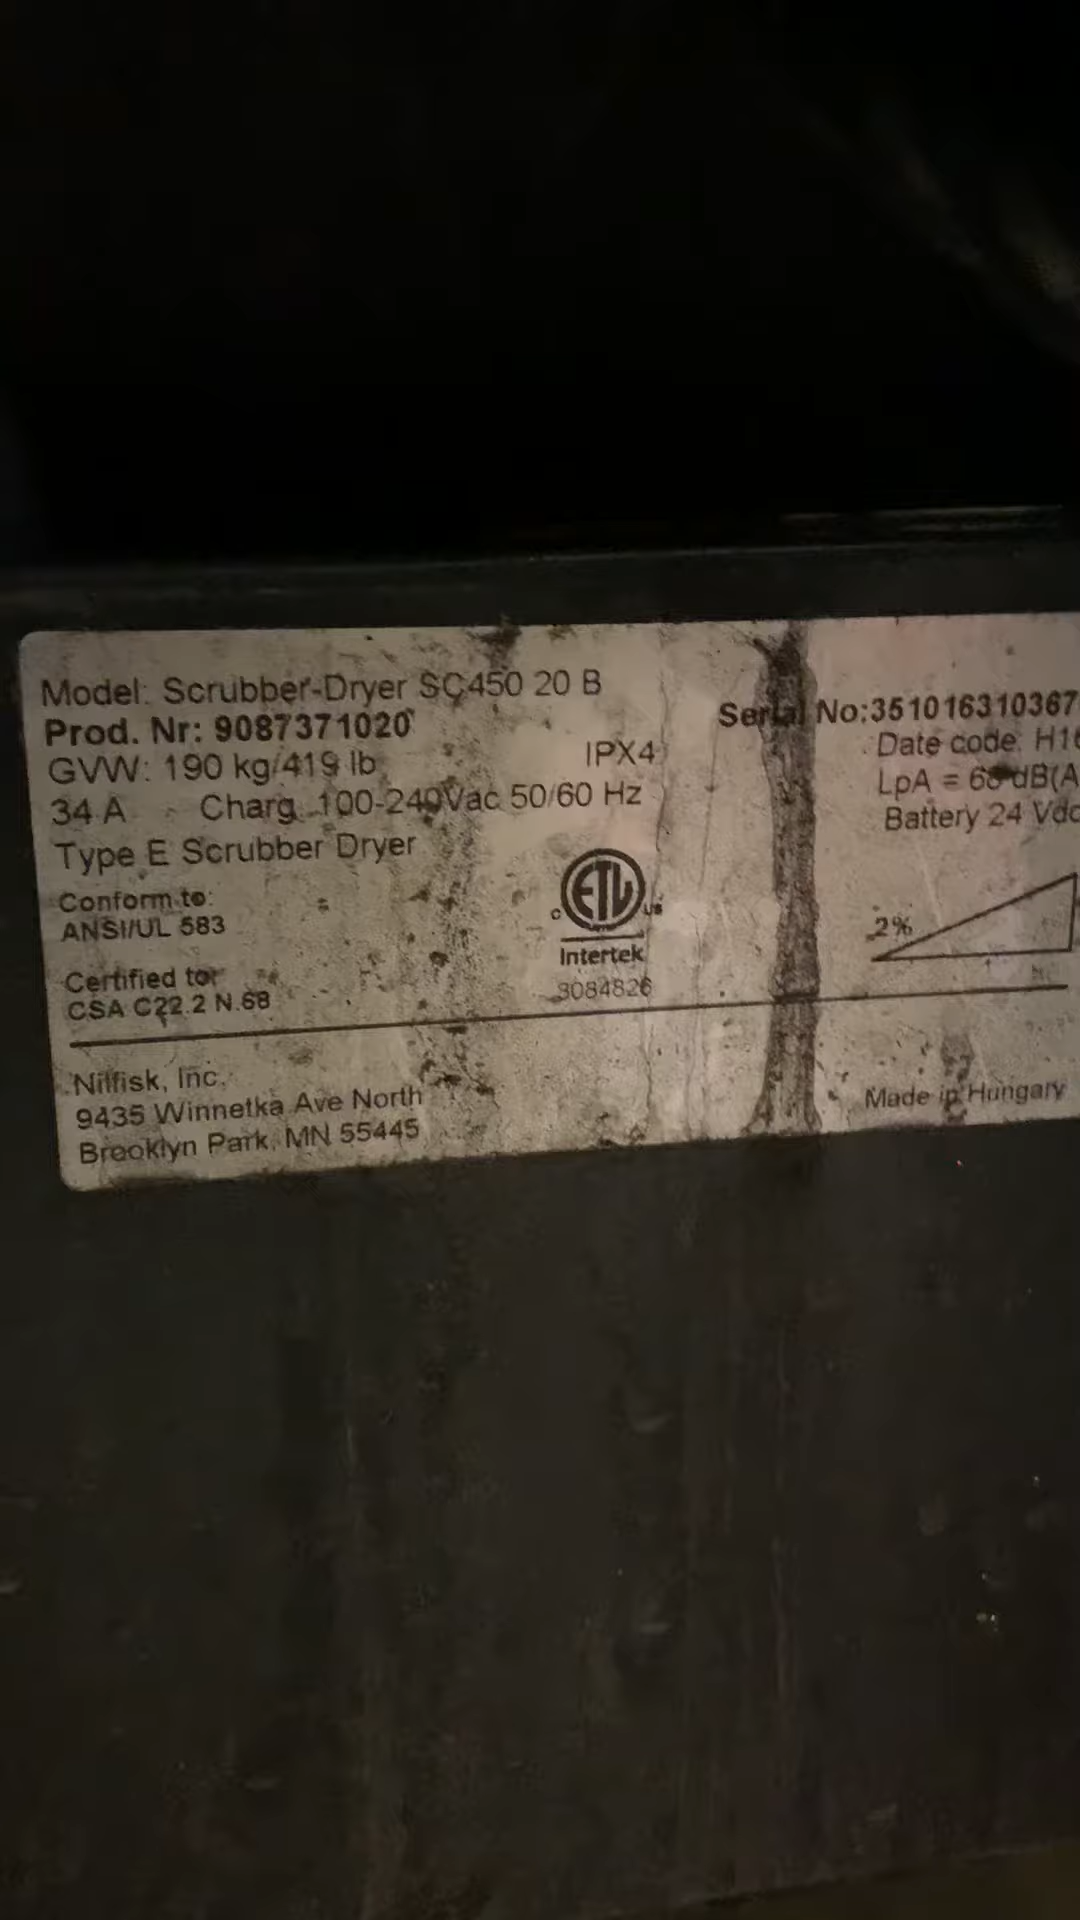 Model: Scrubber-Dryer SC450 20 B
Prod. Nr: 9087371020
GVW: 190 kg/419 lb
IPX4
34 A Charg. 100-240Vac 50/60 Hz
Type E Scrubber Dryer
Conform to:
ANSI/UL 583
Certified to:
CSA C22.2 N.68
ETL
C US
Intertek
3084826
Serial No:351016310367
Date code: H16
LpA = dB(A
Battery 24 Vdc
2%
Nilfisk, Inc.
9435 Winnetka Ave North
Brooklyn Park, MN 55445
Made in Hungary